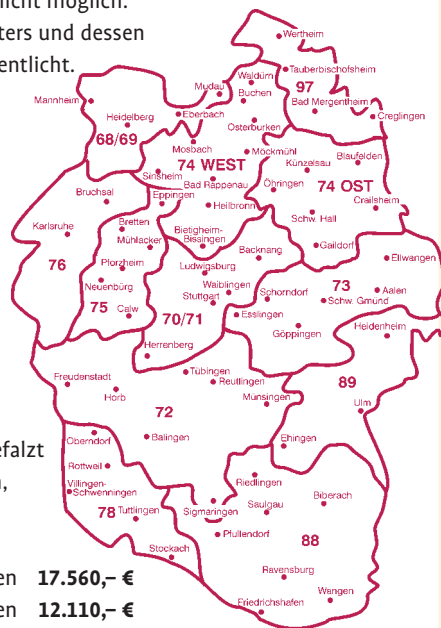 icht möglich.
ters und dessen
entlicht.
Wertheim
Tauberbischofsheim
97
Waldürn
Mudau
Buchen
Bad Mergentheim
Creglingen
Mannheim
Heidelberg
Eberbach
68/69
Osterburken
Mosbach
Möckmühl
Blaufelden
74 WEST
Künzelsau
Sinsheim
Bad Rappenau
Öhringen
74 OST
Bruchsal
Eppingen
Heilbronn
Crailsheim
Schw. Hall
Karlsruhe
Bretten
Bietigheim-
Bissingen
Mühlacker
Backnang
Gaildorf
Ellwangen
76
Pforzheim
Ludwigsburg
73
Neuenbürg
Waiblingen
Schorndorf
Aalen
Stuttgart
Schw. Gmünd
75
Calw
70/71
Esslingen
Göppingen
Heidenheim
Herrenberg
Freudenstadt
Tübingen
Reutlingen
89
Horb
Münsingen
72
Ulm
Oberndorf
Balingen
efalzt
Ehingen
Rottweil
Riedlingen
Villingen-
Schwenningen
n,
Biberach
Saulgau
78
Tuttlingen
Sigmaringen
Pfullendorf
88
Stockach
Ravensburg
en 17.560,– €
Wangen
en 12.110,– €
Friedrichshafen